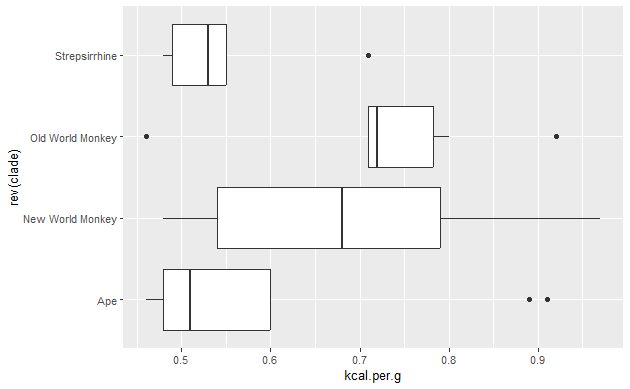 Strepsirrhine
Old World Monkey
New World Monkey
Ape
rev(clade)
0.5 0.6 0.7 0.8 0.9
kcal.per.g